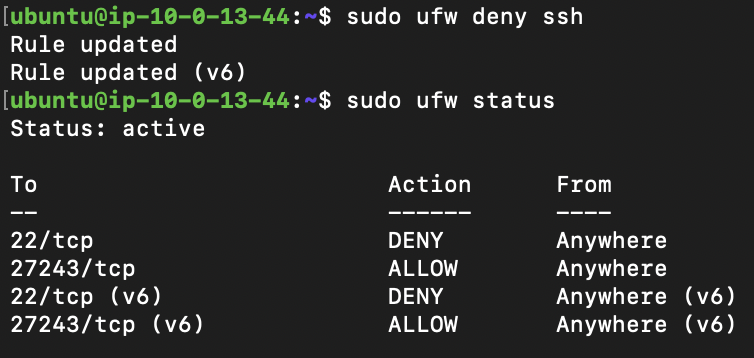 [ubuntu@ip-10-0-13-44:~$ sudo ufw deny ssh
Rule updated
Rule updated (v6)
[ubuntu@ip-10-0-13-44:~$ sudo ufw status
Status: active
To Action From
-- ------ ----
22/tcp DENY Anywhere
27243/tcp ALLOW Anywhere
22/tcp (v6) DENY Anywhere (v6)
27243/tcp (v6) ALLOW Anywhere (v6)